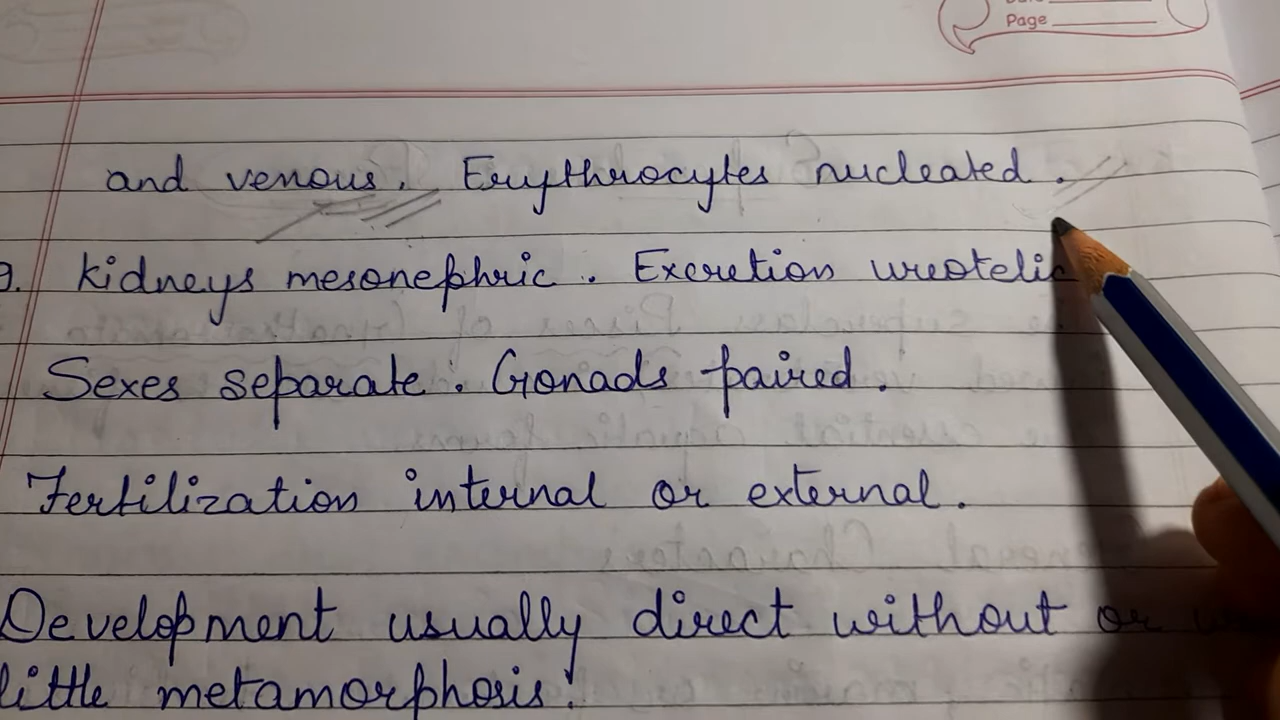 Page
and venous. Erythrocytes nucleated.
9. Kidneys mesonephric. Excretion ureotelic
Sexes separate. Gonads paired.
Fertilization internal or external.
Development usually direct without or
little metamorphosis.